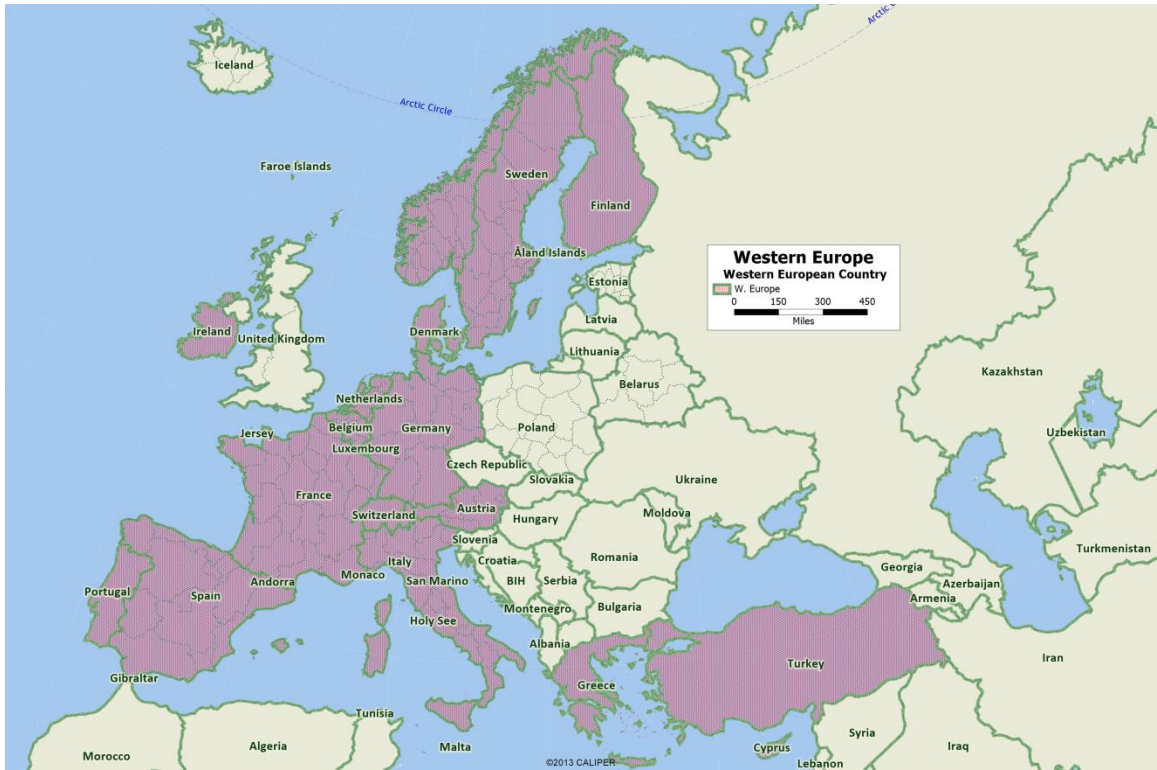 Arctic Circle
Iceland
Arctic Circle
Faroe Islands
Sweden
Finland
Åland Islands
Western Europe
Western European Country
W. Europe
0 150 300 450
Miles
Estonia
Latvia
Lithuania
Belarus
Ireland
United Kingdom
Denmark
Kazakhstan
Netherlands
Belgium
Germany
Poland
Uzbekistan
Jersey
Luxembourg
Czech Republic
Slovakia
Ukraine
France
Switzerland
Austria
Hungary
Moldova
Slovenia
Croatia
Romania
Turkmenistan
Italy
Georgia
Portugal
Spain
Andorra
Monaco
San Marino
BIH
Serbia
Azerbaijan
Armenia
Montenegro
Bulgaria
Holy See
Albania
Iran
Turkey
Gibraltar
Greece
Tunisia
Morocco
Algeria
Malta
Cyprus
Syria
Iraq
Lebanon
©2013 CALIPER